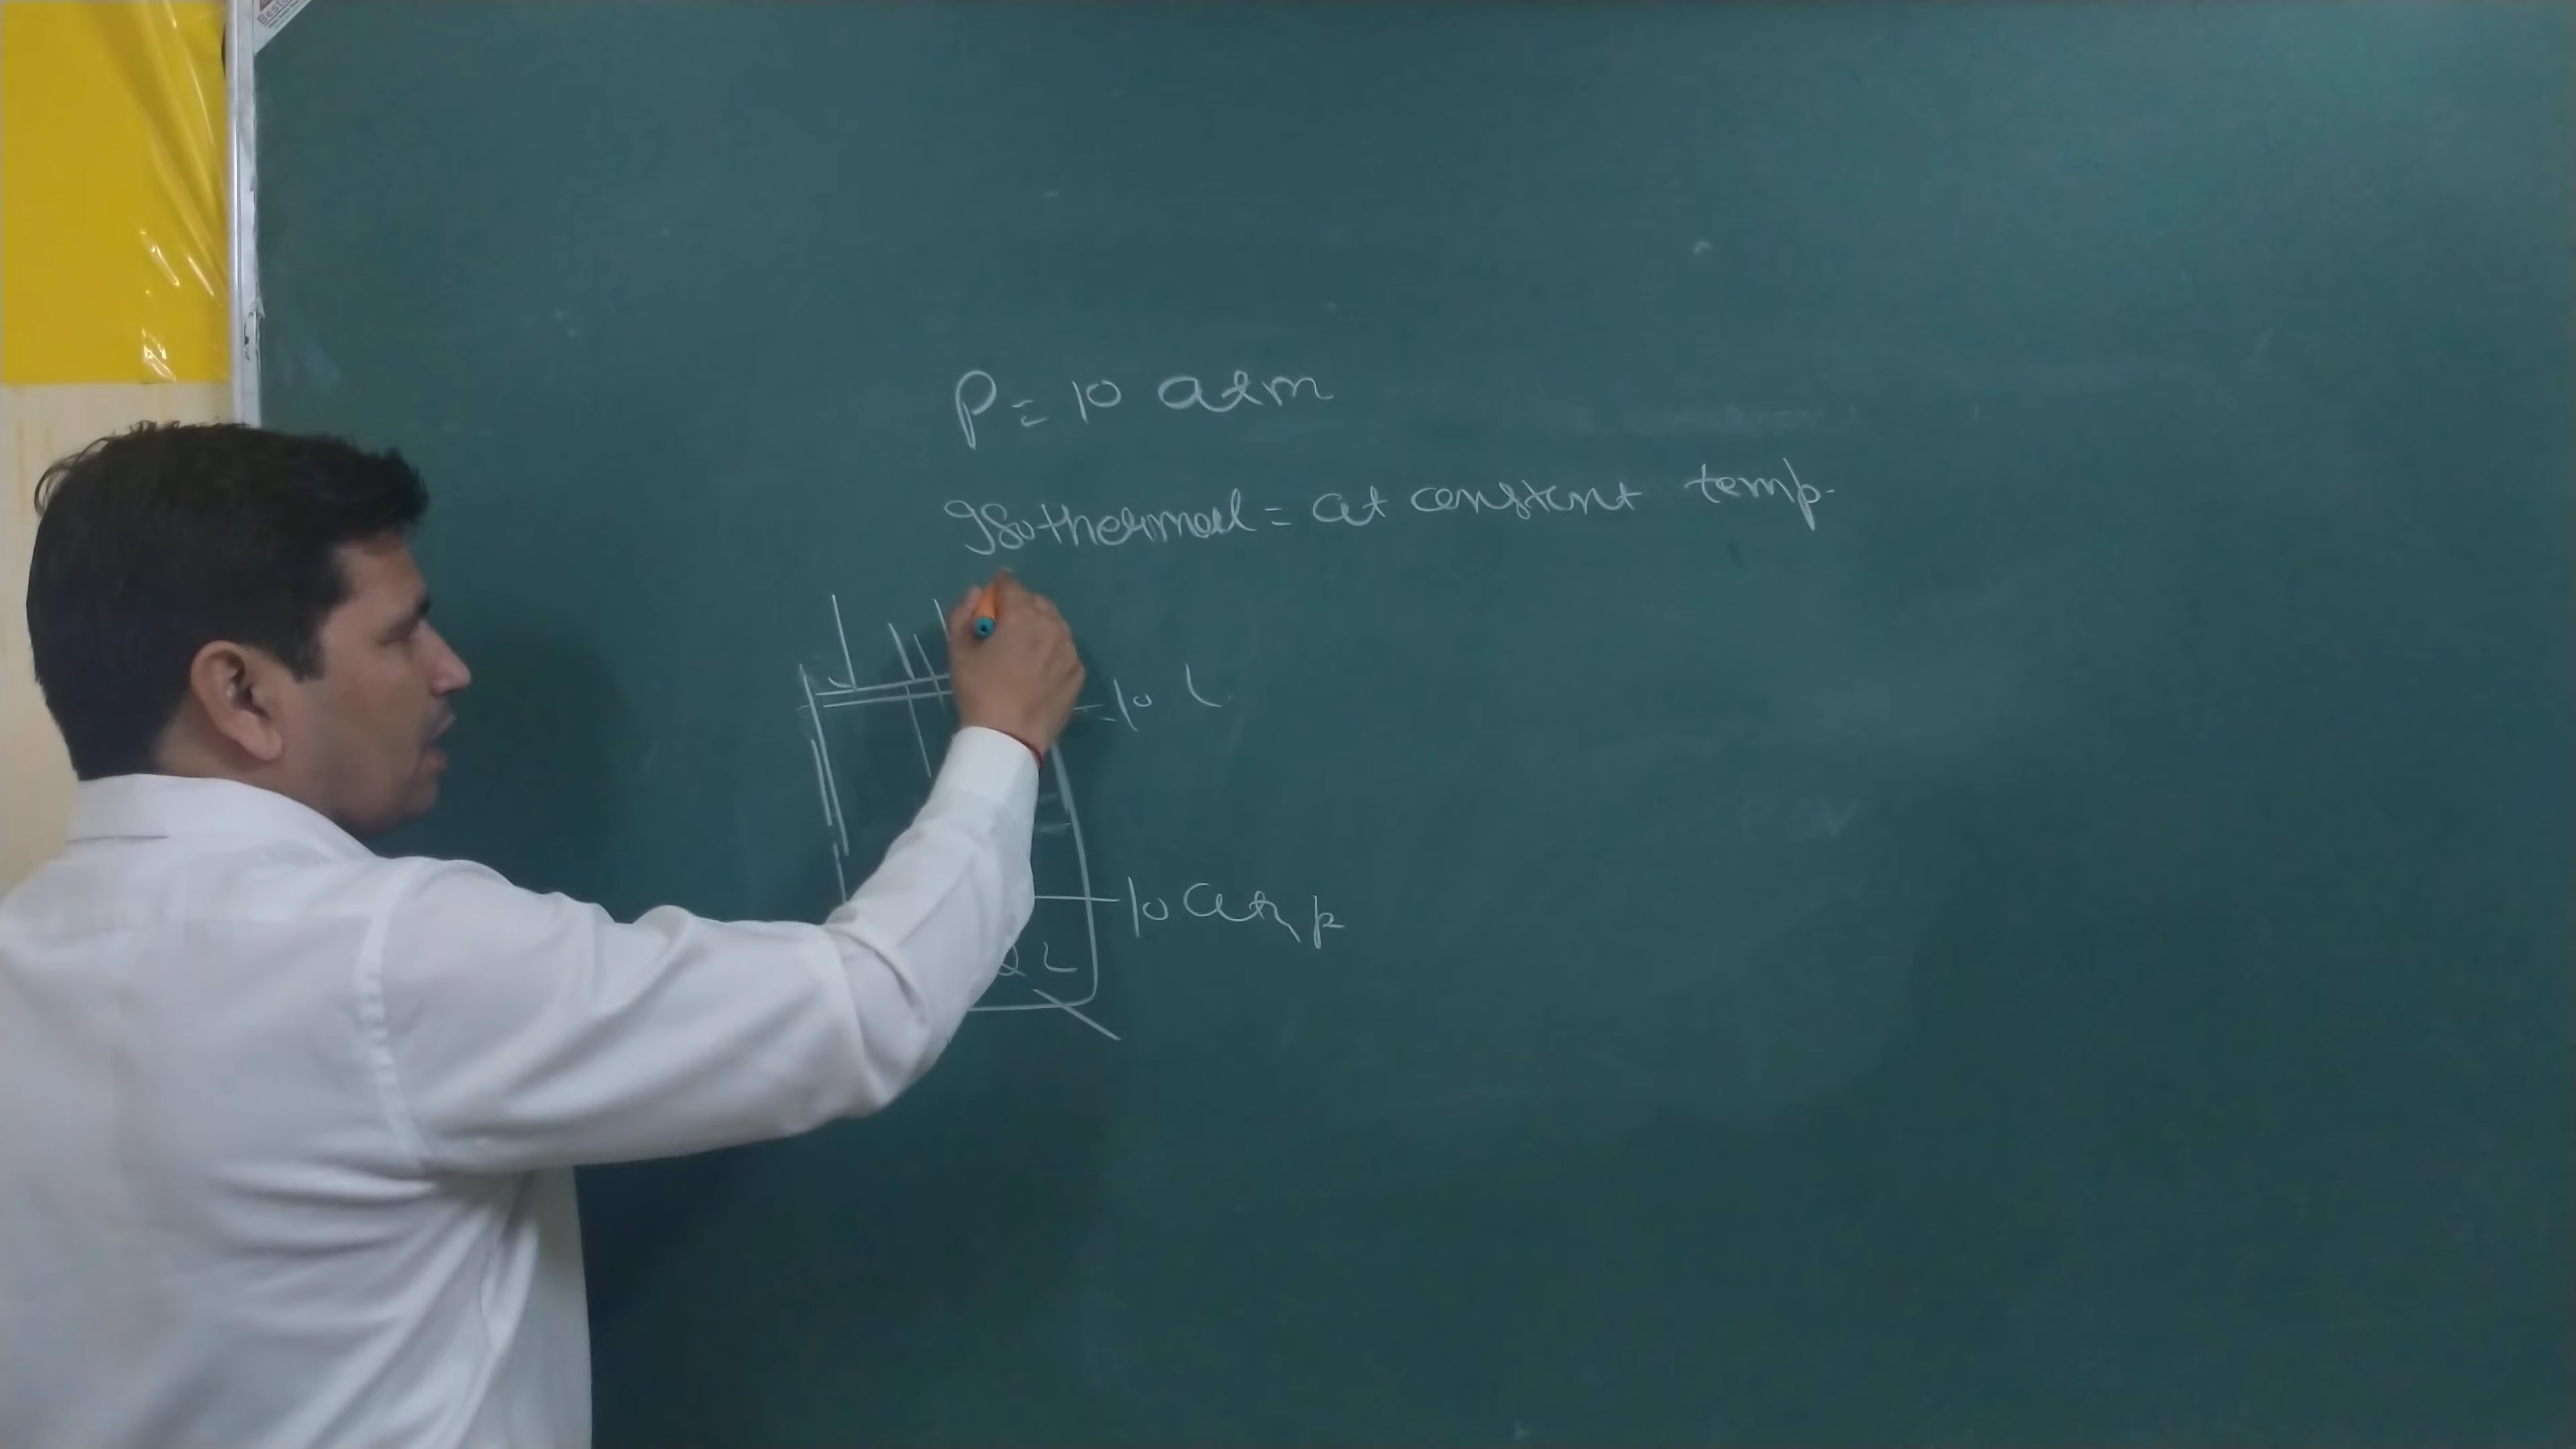 P = 10 atm
Isothermal = at constant temp.
= 10 L
10 atm
2 L